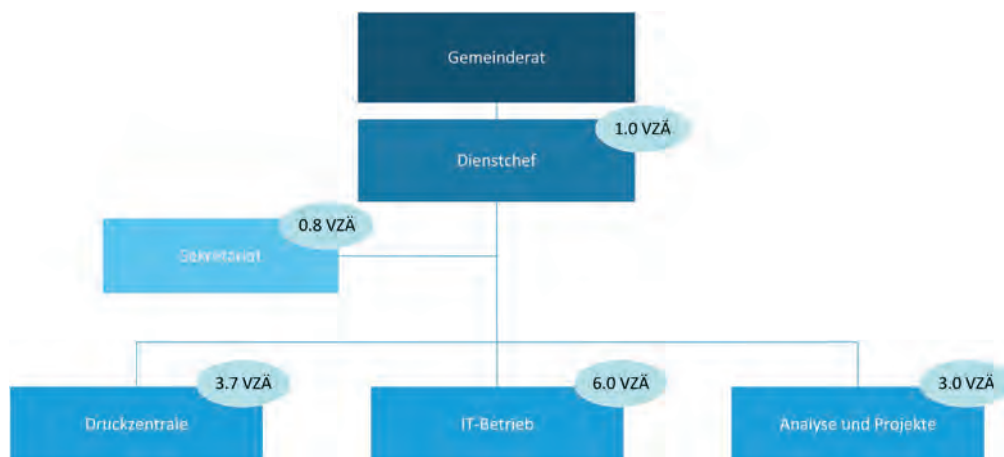 Gemeinderat
1.0 VZÄ
Dienstchef
0.8 VZÄ
Sekretariat
3.7 VZÄ
6.0 VZÄ
3.0 VZÄ
Druckzentrale
IT-Betrieb
Analyse und Projekte